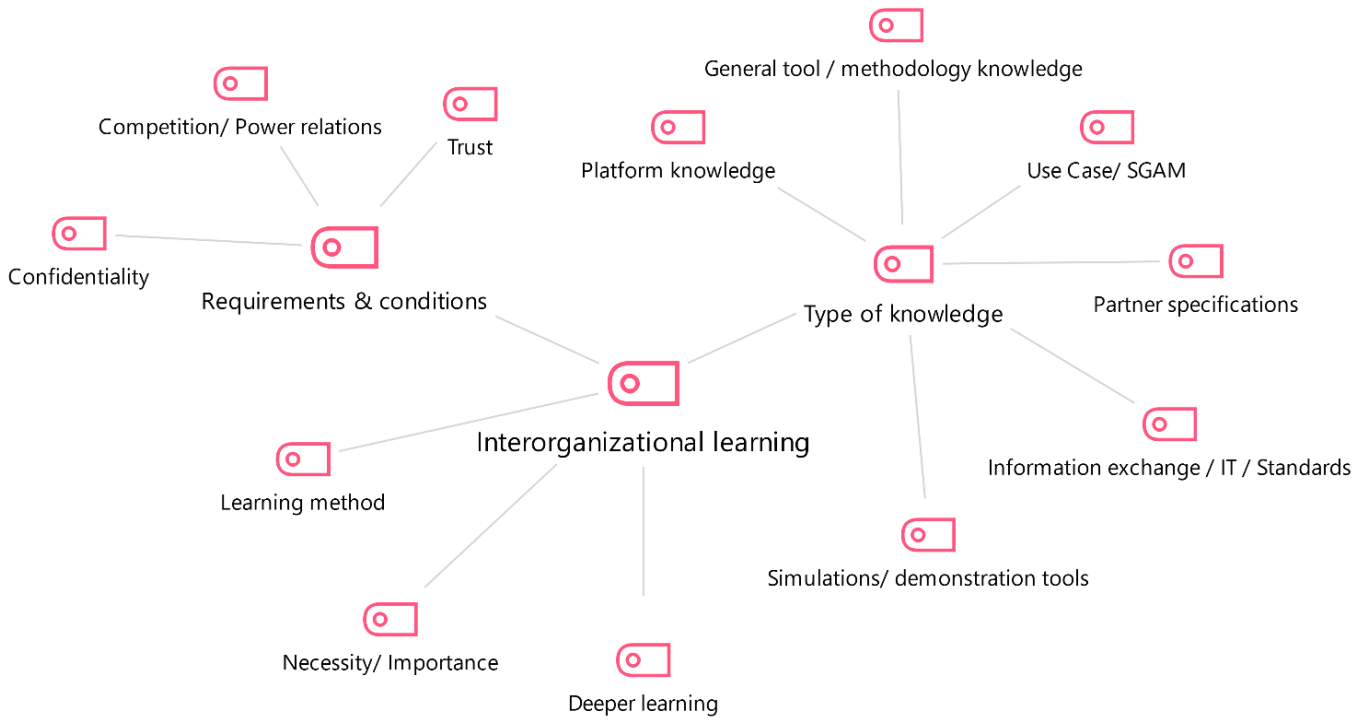 General tool / methodology knowledge
Competition/ Power relations
Trust
Platform knowledge
Use Case/ SGAM
Confidentiality
Requirements & conditions
Type of knowledge
Partner specifications
Interorganizational learning
Information exchange / IT / Standards
Learning method
Simulations/ demonstration tools
Necessity/ Importance
Deeper learning